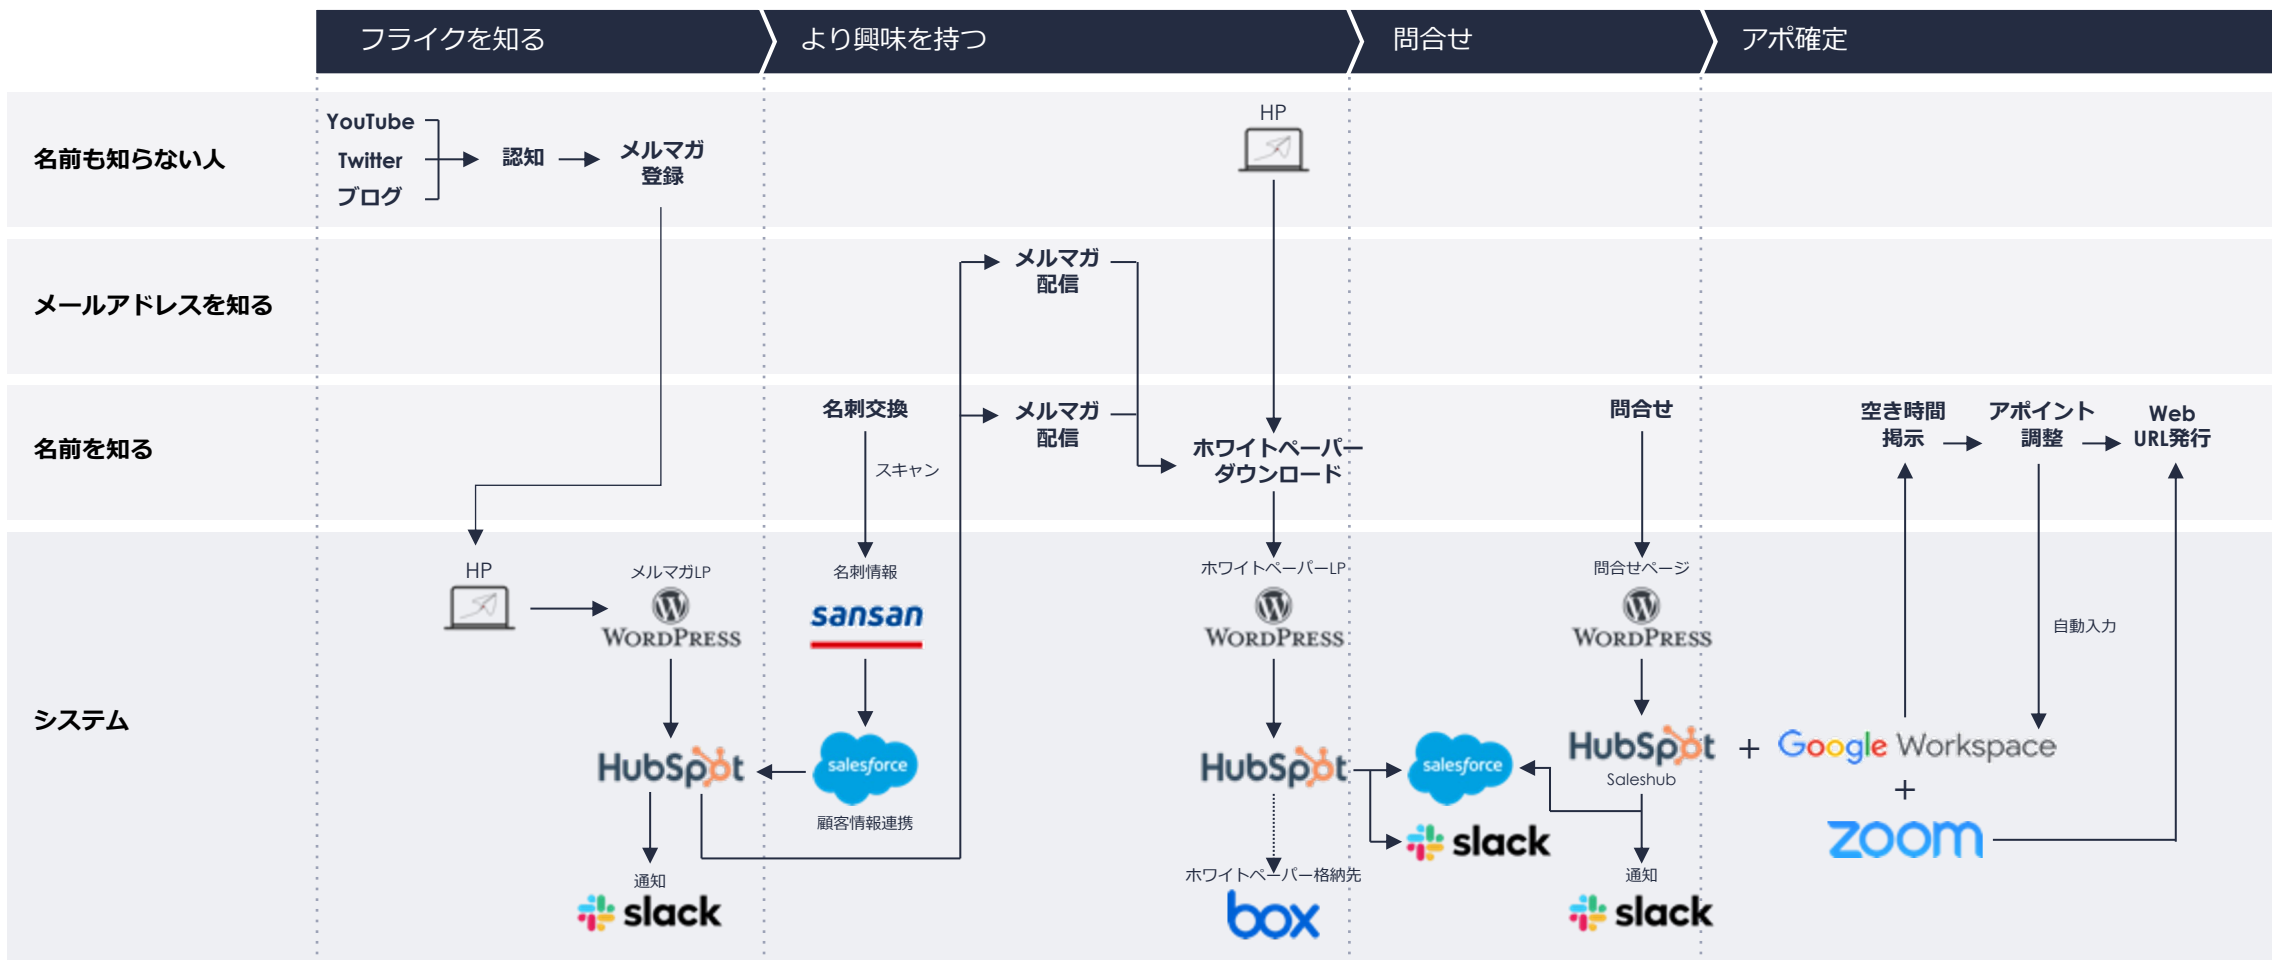 フライクを知る
より興味を持つ
問合せ
アポ確定
名前も知らない人
YouTube
Twitter
ブログ
認知
メルマガ
登録
HP
メールアドレスを知る
メルマガ
配信
名前を知る
名刺交換
スキャン
メルマガ
配信
ホワイトペーパー
ダウンロード
問合せ
空き時間
掲示
アポイント
調整
Web
URL発行
システム
HP
メルマガLP
WORDPRESS
名刺情報
sansan
ホワイトペーパーLP
WORDPRESS
問合せページ
WORDPRESS
自動入力
HubSpot
salesforce
顧客情報連携
HubSpot
salesforce
HubSpot
Saleshub
+
Google Workspace
+
zoom
slack
通知
slack
ホワイトペーパー格納先
box
通知
slack